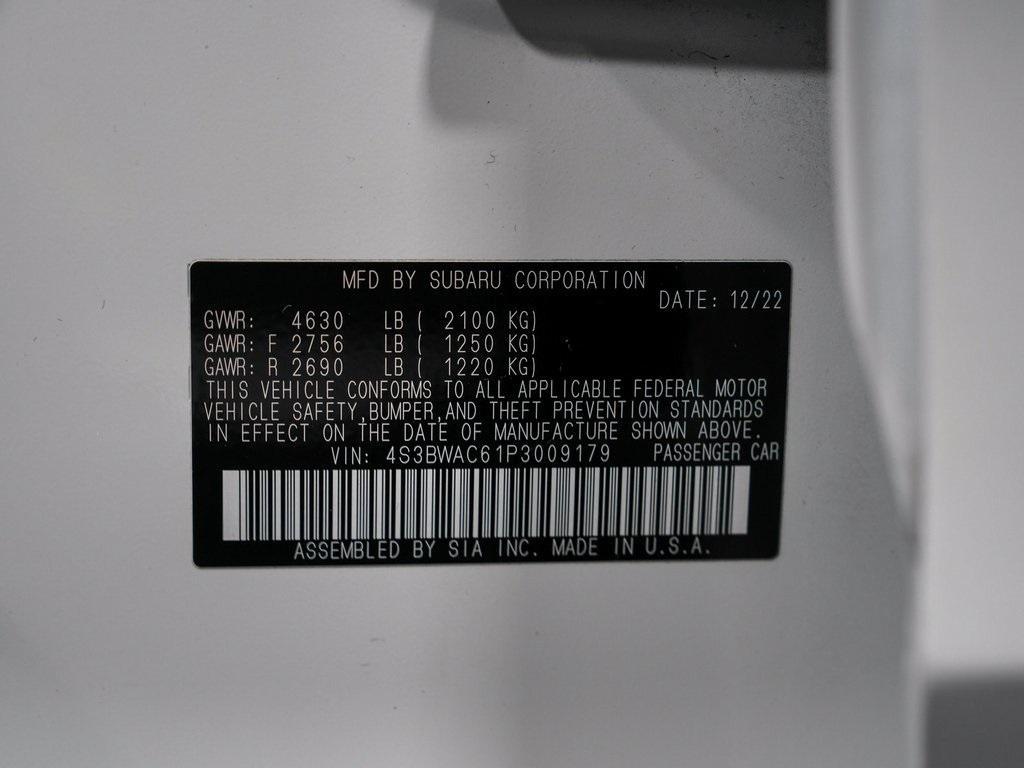 MFD BY SUBARU CORPORATION
DATE: 12/22
GVWR: 4630 LB ( 2100 KG)
GAWR: F 2756 LB ( 1250 KG)
GAWR: R 2690 LB ( 1220 KG)
THIS VEHICLE CONFORMS TO ALL APPLICABLE FEDERAL MOTOR
VEHICLE SAFETY,BUMPER,AND THEFT PREVENTION STANDARDS
IN EFFECT ON THE DATE OF MANUFACTURE SHOWN ABOVE.
VIN: 4S3BWAC61P3009179 PASSENGER CAR
ASSEMBLED BY SIA INC. MADE IN U.S.A.